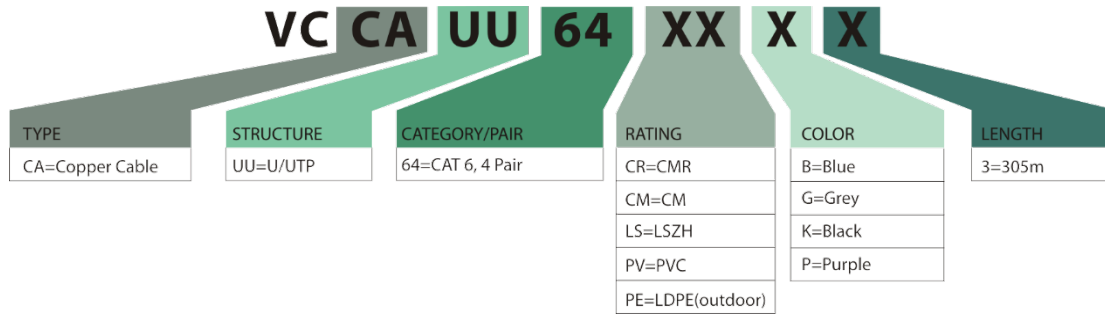 VC CA UU 64 XX X X
TYPE STRUCTURE CATEGORY/PAIR RATING COLOR LENGTH
CA=Copper Cable UU=U/UTP 64=CAT 6, 4 Pair CR=CMR B=Blue 3=305m
CM=CM G=Grey
LS=LSZH K=Black
PV=PVC P=Purple
PE=LDPE(outdoor)